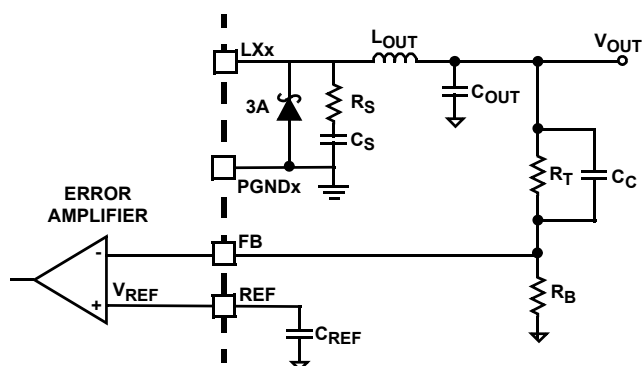 LXx
LOUT
VOUT
3A
RS
CS
COUT
RT
CC
PGNDx
ERROR
AMPLIFIER
-
FB
VREF
+
REF
RB
CREF